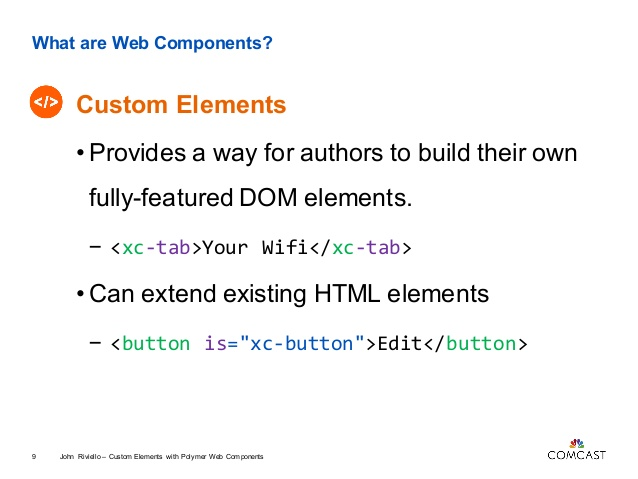 What are Web Components?
</>
Custom Elements
• Provides a way for authors to build their own
fully-featured DOM elements.
– <xc-tab>Your Wifi</xc-tab>
• Can extend existing HTML elements
– <button is="xc-button">Edit</button>
9 John Riviello – Custom Elements with Polymer Web Components
COMCAST